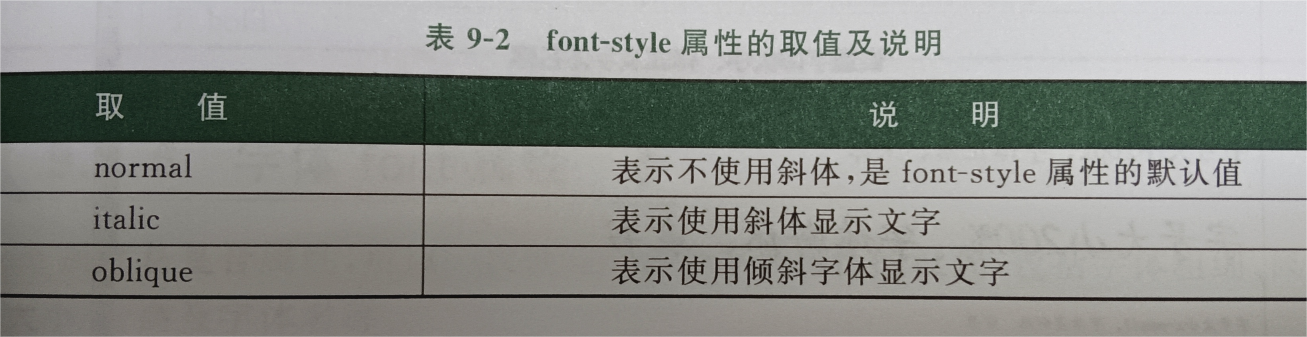 表 9-2 font-style 属性的取值及说明
取 值 说 明
normal 表示不使用斜体,是 font-style 属性的默认值
italic 表示使用斜体显示文字
oblique 表示使用倾斜字体显示文字